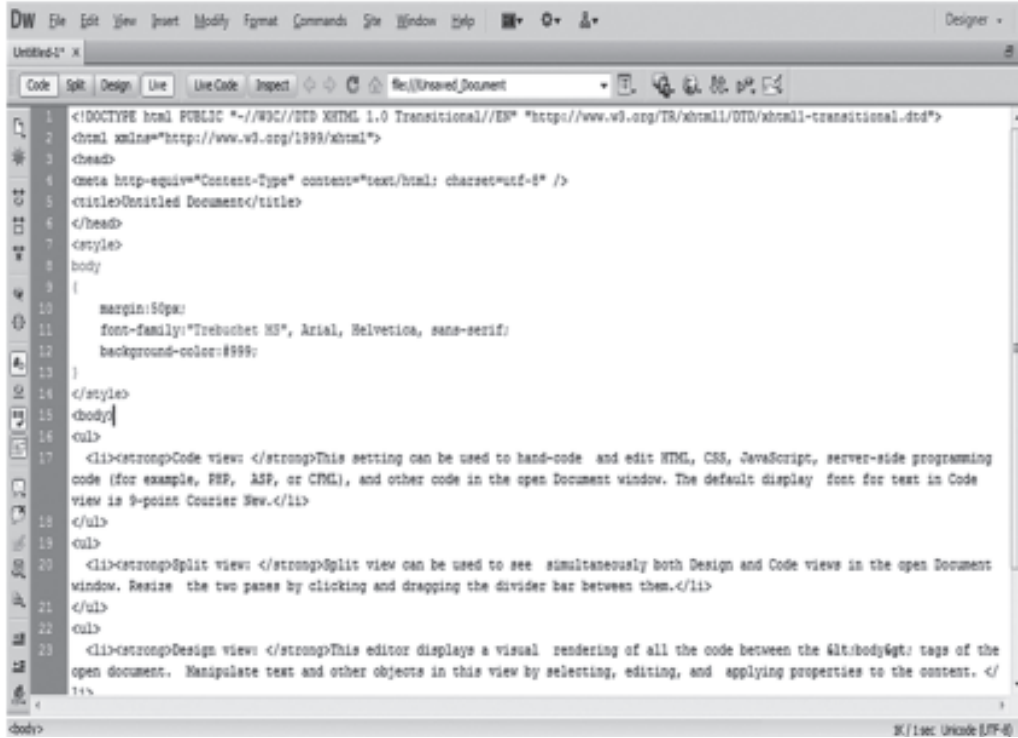 DW File Edit View Insert Modify Format Commands Site Window Help Designer
Untitled-1* x
Code Split Design Live Live Code Inspect file:///Unsaved_Document
1 <!DOCTYPE html PUBLIC "-//W3C//DTD XHTML 1.0 Transitional//EN" "http://www.w3.org/TR/xhtml1/DTD/xhtml1-transitional.dtd">
2 <html xmlns="http://www.w3.org/1999/xhtml">
3 <head>
4 <meta http-equiv="Content-Type" content="text/html; charset=utf-8" />
5 <title>Untitled Document</title>
6 </head>
7 <style>
8 body
9 {
10 margin:50px;
11 font-family:"Trebuchet MS", Arial, Helvetica, sans-serif;
12 background-color:#999;
13 }
14 </style>
15 <body>
16 <ul>
17 <li><strong>Code view: </strong>This setting can be used to hand-code and edit HTML, CSS, JavaScript, server-side programming
code (for example, PHP, ASP, or CFML), and other code in the open Document window. The default display font for text in Code
view is 9-point Courier New.</li>
18 </ul>
19 <ul>
20 <li><strong>Split view: </strong>Split view can be used to see simultaneously both Design and Code views in the open Document
window. Resize the two panes by clicking and dragging the divider bar between them.</li>
21 </ul>
22 <ul>
23 <li><strong>Design view: </strong>This editor displays a visual rendering of all the code between the &lt;body&gt; tags of the
open document. Manipulate text and other objects in this view by selecting, editing, and applying properties to the content. </
li>
<body> 1K / 1 sec Unicode (UTF-8)